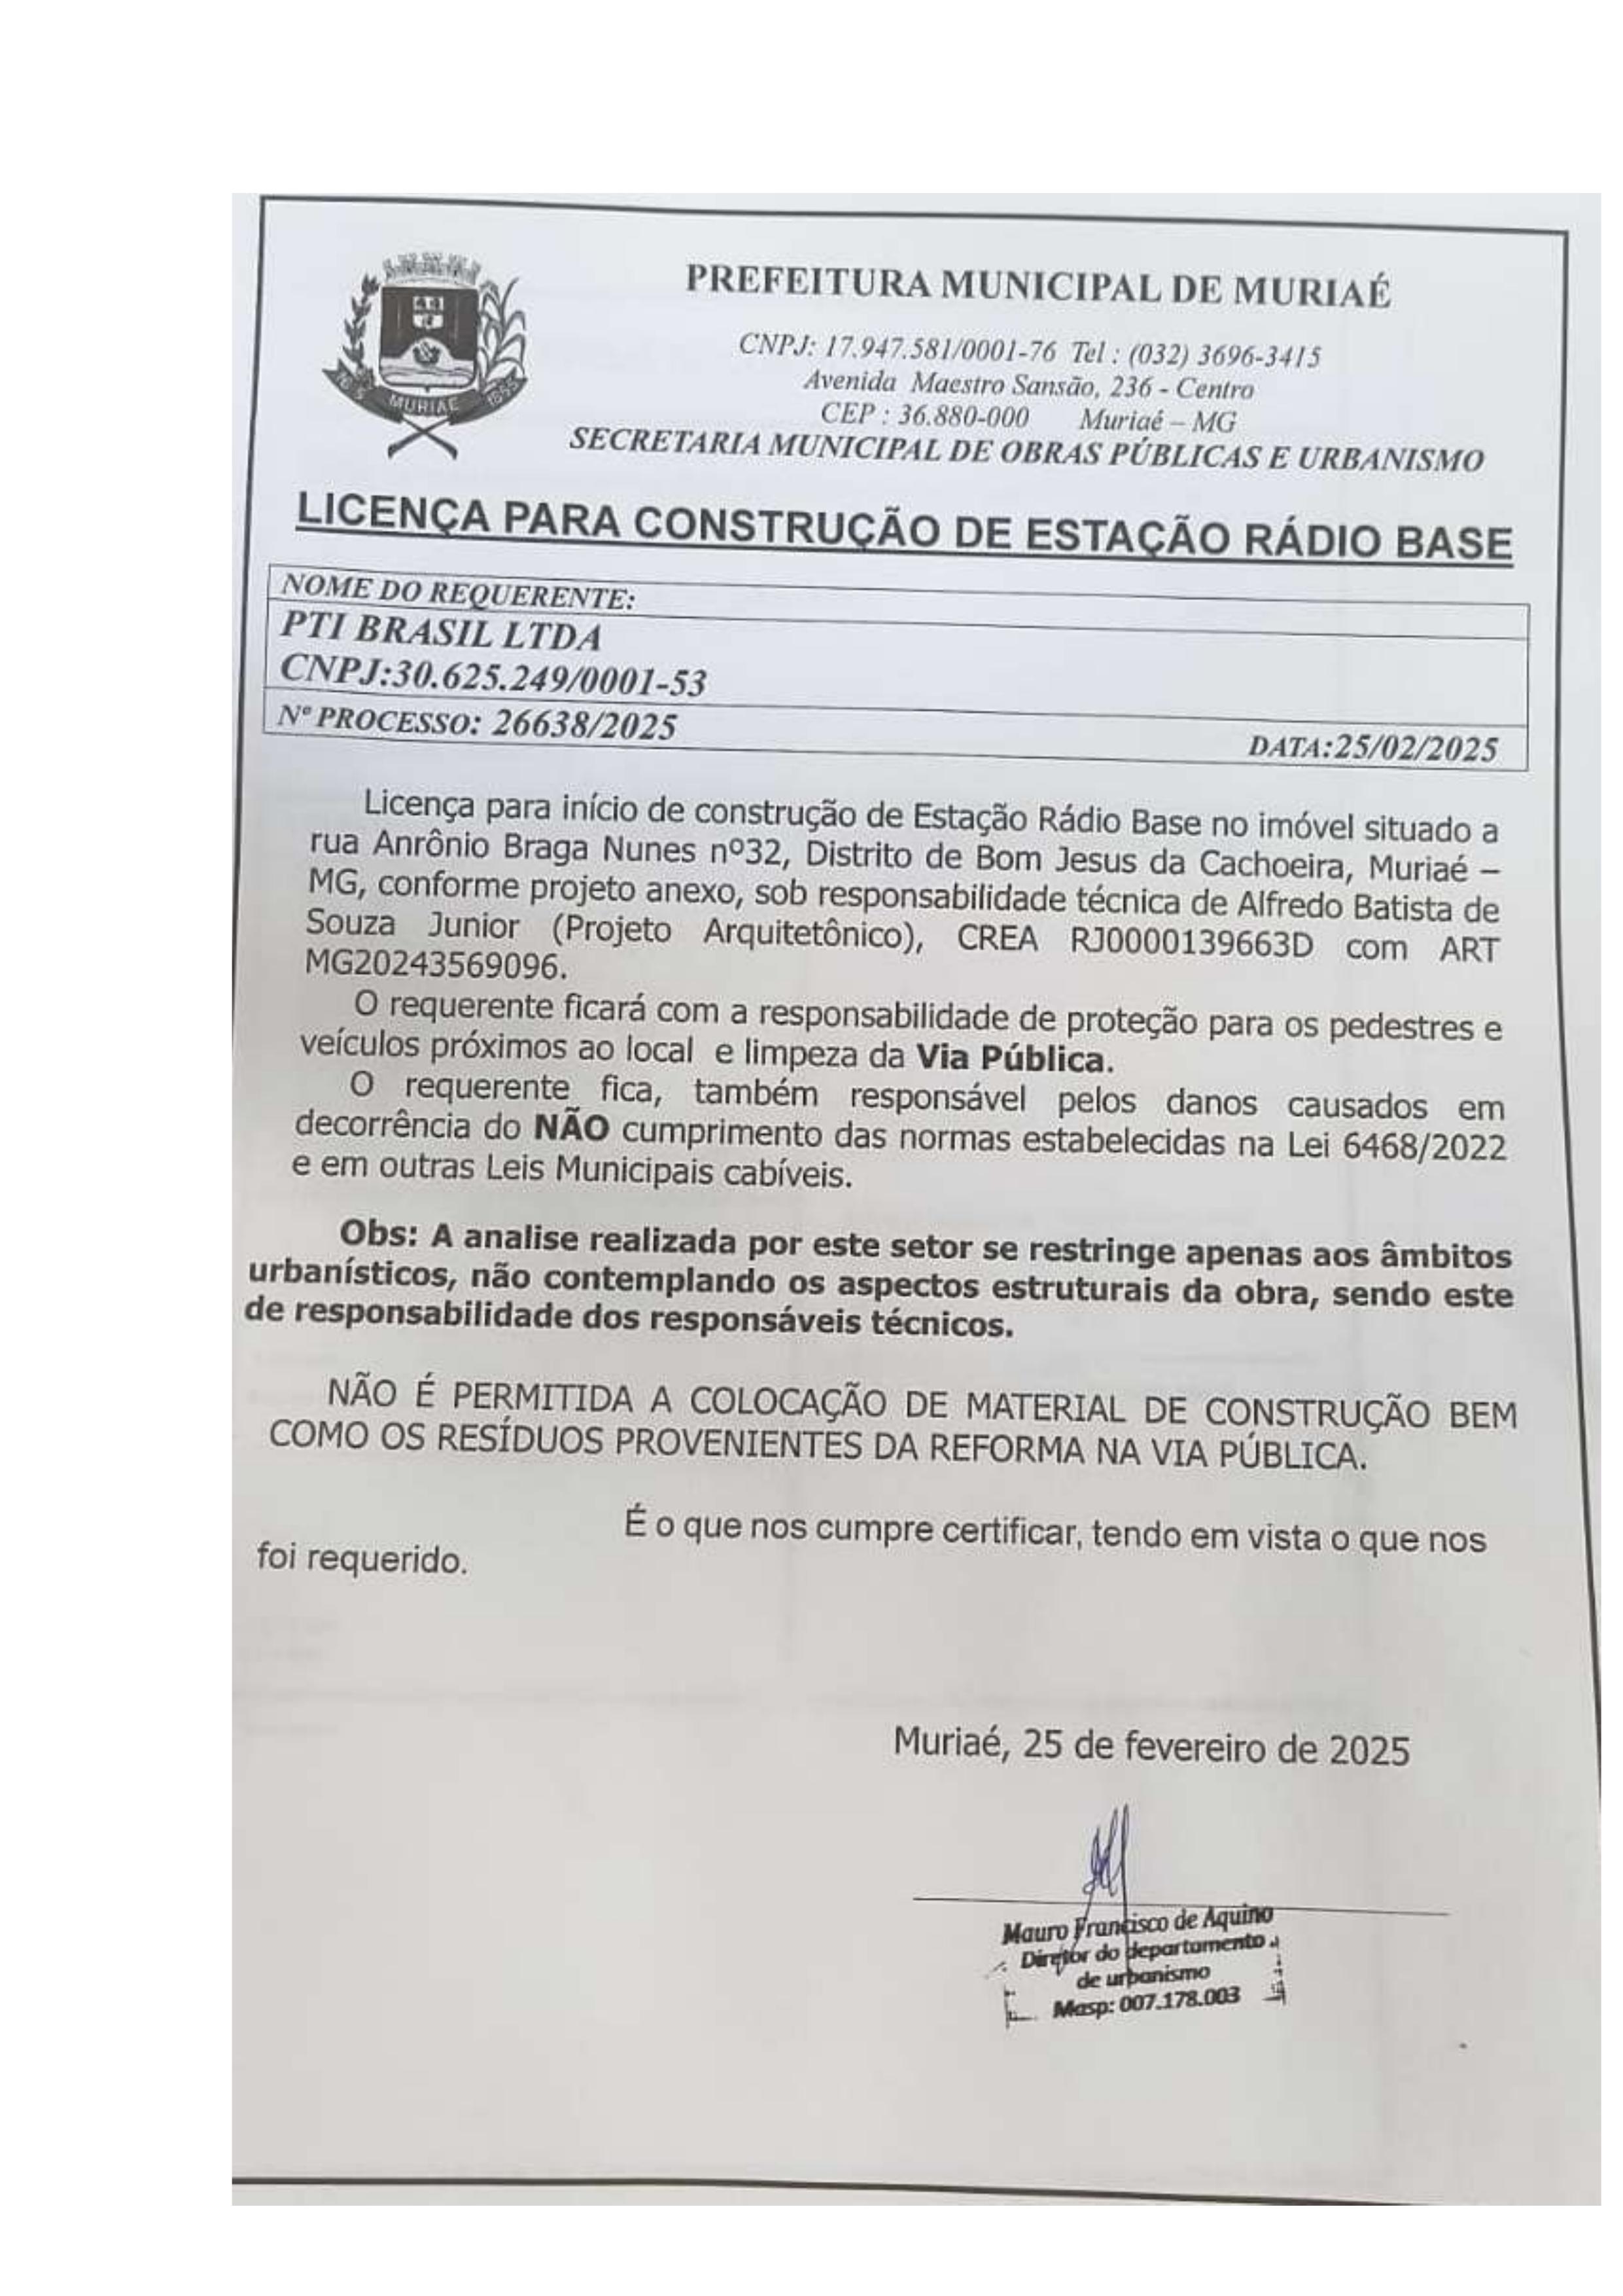 PREFEITURA MUNICIPAL DE MURIAÉ
CNPJ: 17.947.581/0001-76 Tel : (032) 3696-3415
Avenida Maestro Sansão, 236 - Centro
CEP : 36.880-000 Muriaé – MG
SECRETARIA MUNICIPAL DE OBRAS PÚBLICAS E URBANISMO
MURIAÉ
LICENÇA PARA CONSTRUÇÃO DE ESTAÇÃO RÁDIO BASE
NOME DO REQUERENTE:
PTI BRASIL LTDA
CNPJ:30.625.249/0001-53
Nº PROCESSO: 26638/2025 DATA:25/02/2025
Licença para início de construção de Estação Rádio Base no imóvel situado a
rua Anrônio Braga Nunes nº32, Distrito de Bom Jesus da Cachoeira, Muriaé –
MG, conforme projeto anexo, sob responsabilidade técnica de Alfredo Batista de
Souza Junior (Projeto Arquitetônico), CREA RJ0000139663D com ART
MG20243569096.
O requerente ficará com a responsabilidade de proteção para os pedestres e
veículos próximos ao local e limpeza da Via Pública.
O requerente fica, também responsável pelos danos causados em
decorrência do NÃO cumprimento das normas estabelecidas na Lei 6468/2022
e em outras Leis Municipais cabíveis.
Obs: A analise realizada por este setor se restringe apenas aos âmbitos
urbanísticos, não contemplando os aspectos estruturais da obra, sendo este
de responsabilidade dos responsáveis técnicos.
NÃO É PERMITIDA A COLOCAÇÃO DE MATERIAL DE CONSTRUÇÃO BEM
COMO OS RESÍDUOS PROVENIENTES DA REFORMA NA VIA PÚBLICA.
É o que nos cumpre certificar, tendo em vista o que nos
foi requerido.
Muriaé, 25 de fevereiro de 2025
Mauro Francisco de Aquino
Diretor do departamento
de urbanismo
Masp: 007.178.003